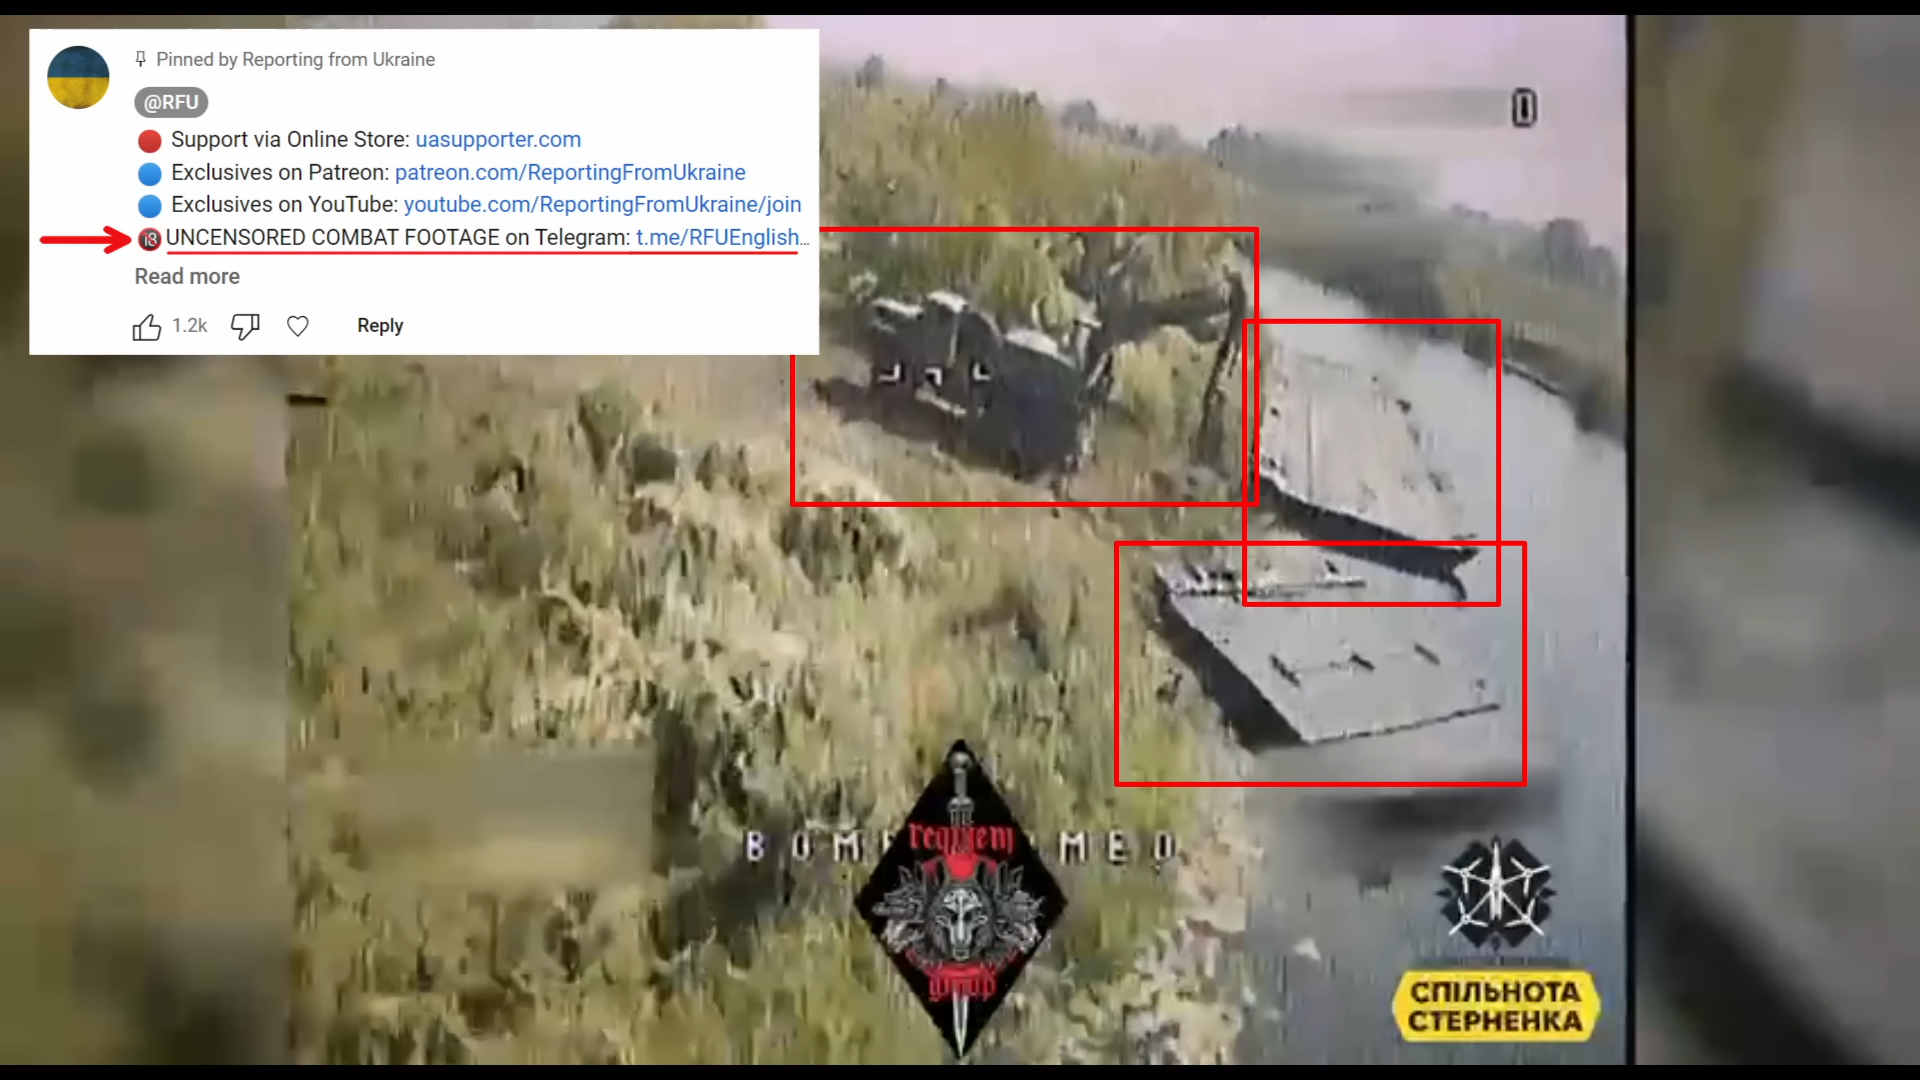 Pinned by Reporting from Ukraine
@RFU
Support via Online Store: uasupporter.com
Exclusives on Patreon: patreon.com/ReportingFromUkraine
Exclusives on YouTube: youtube.com/ReportingFromUkraine/join
18 UNCENSORED COMBAT FOOTAGE on Telegram: t.me/RFUEnglish...
Read more
1.2k Reply
0
requiem
group
СПІЛЬНОТА
СТЕРНЕНКА